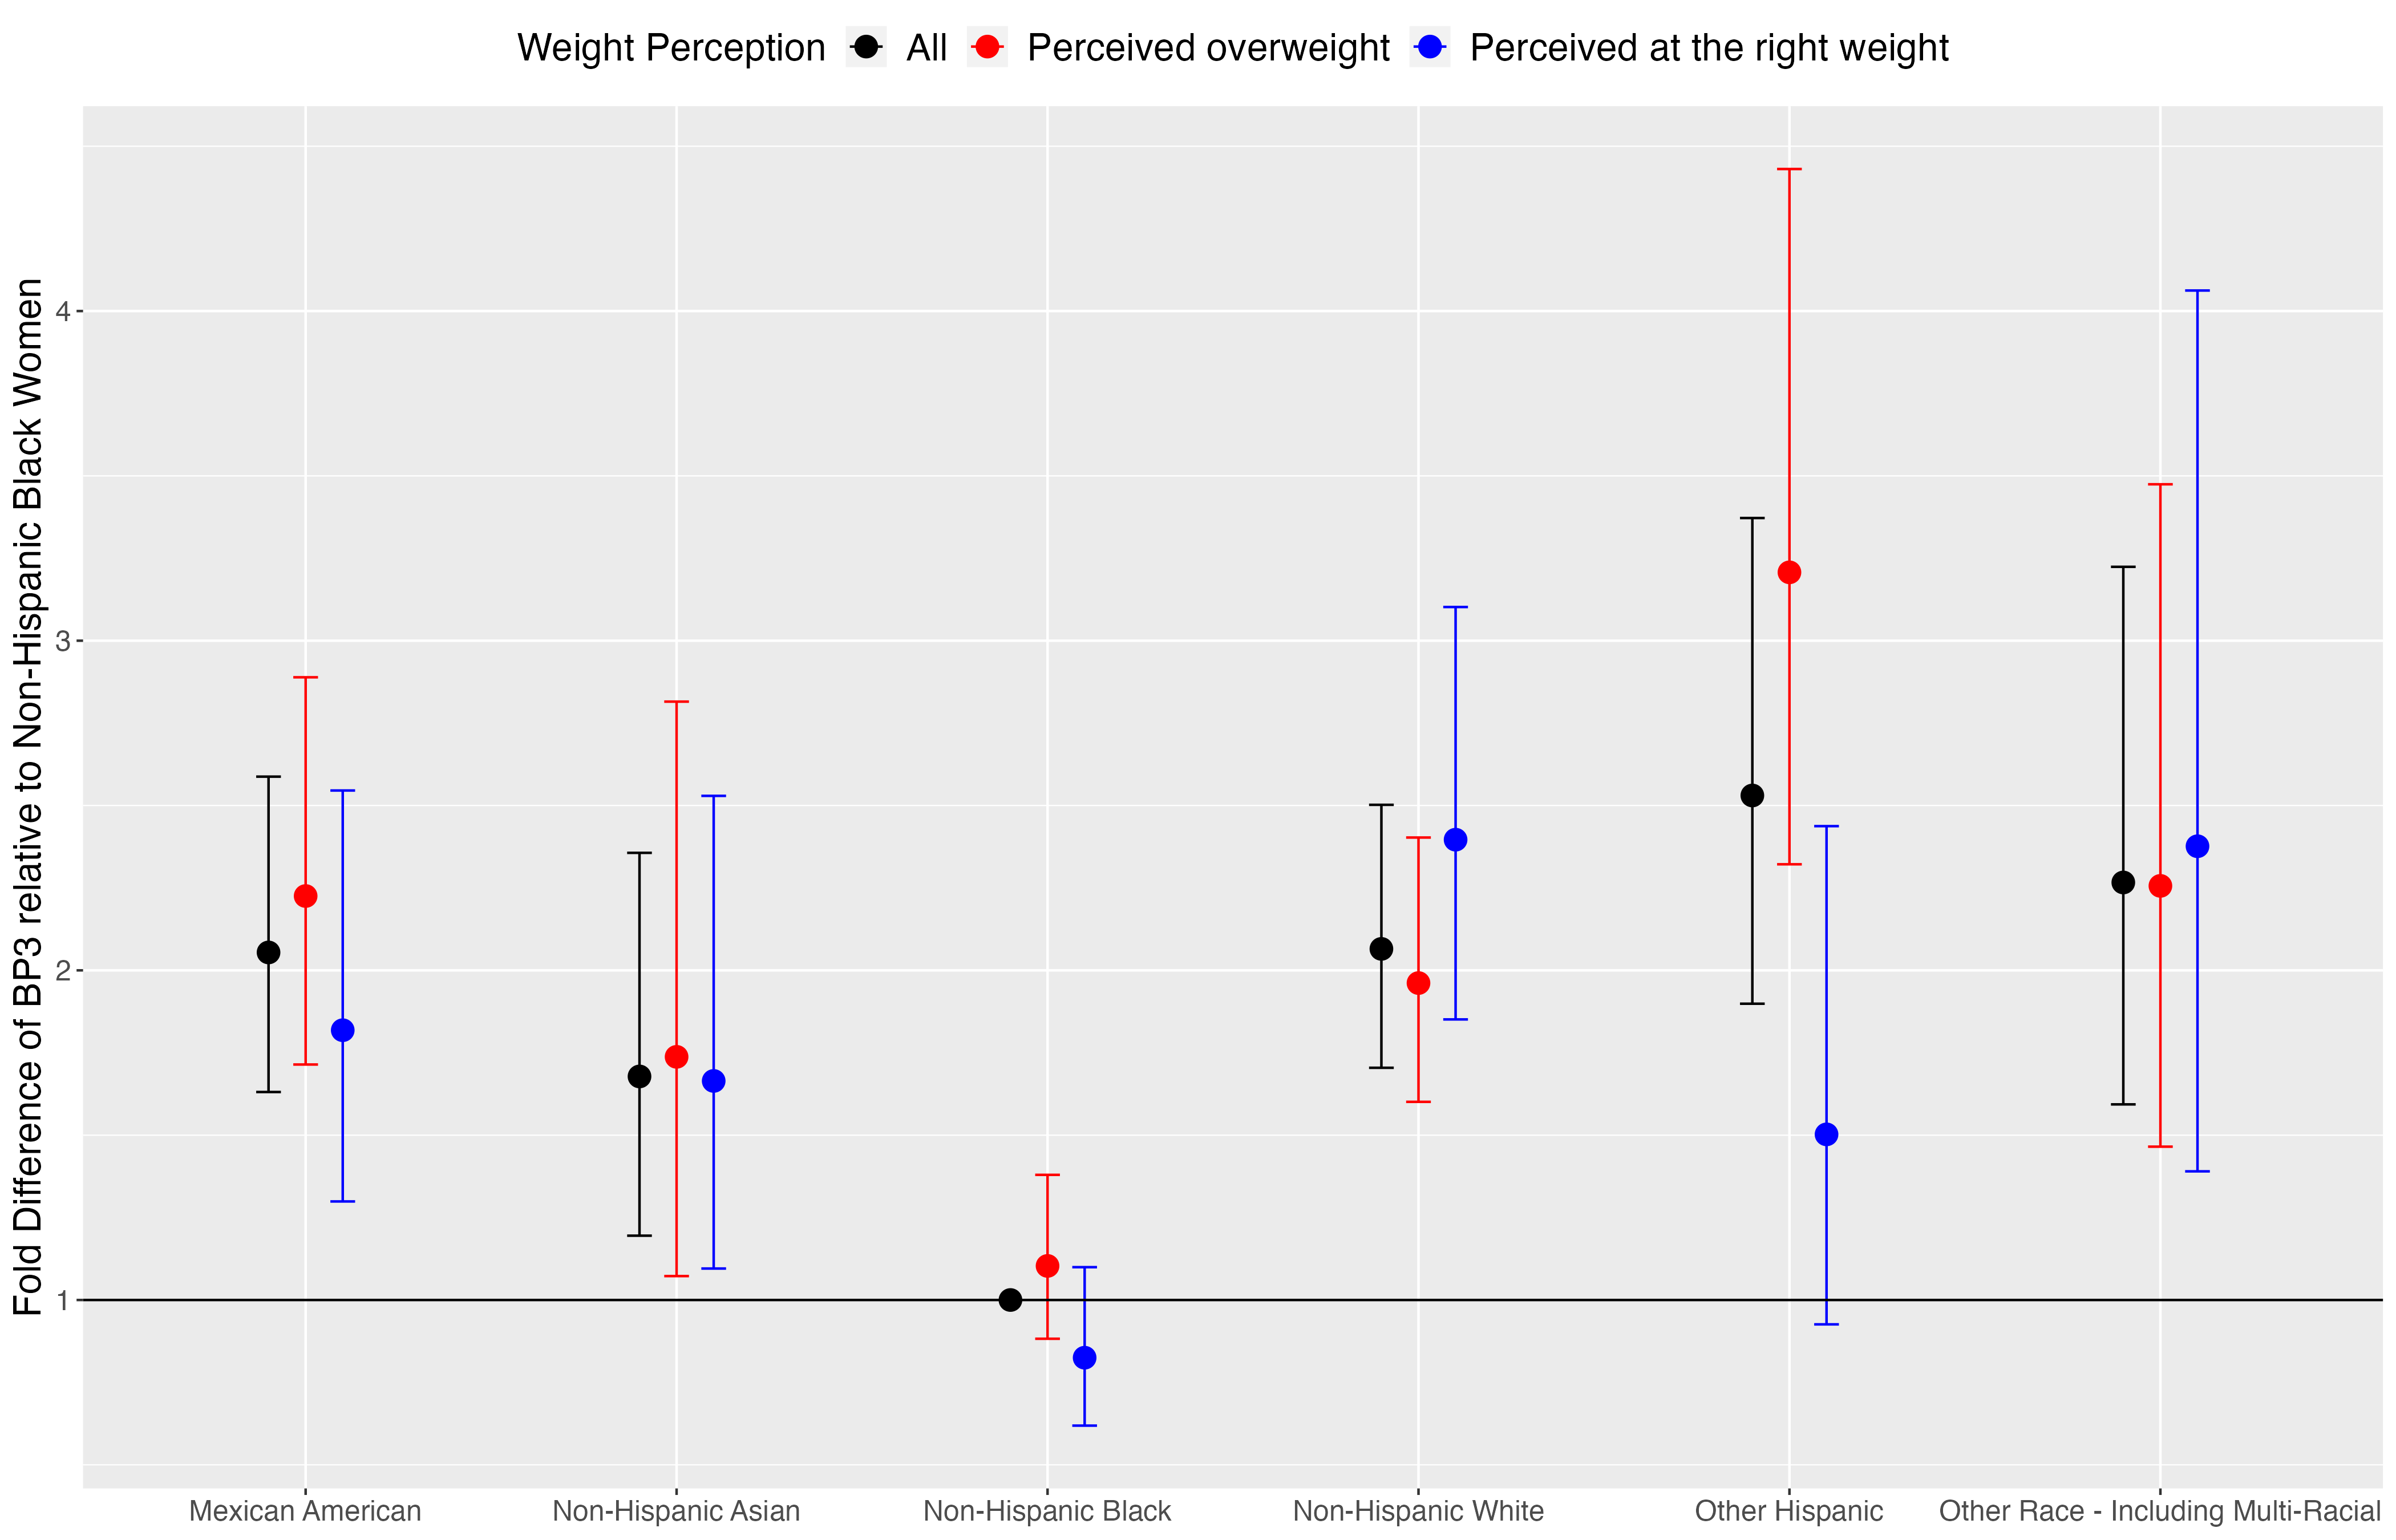 Weight Perception All Perceived overweight Perceived at the right weight
Fold Difference of BP3 relative to Non-Hispanic Black Women
4
3
2
1
Mexican American Non-Hispanic Asian Non-Hispanic Black Non-Hispanic White Other Hispanic Other Race - Including Multi-Racial